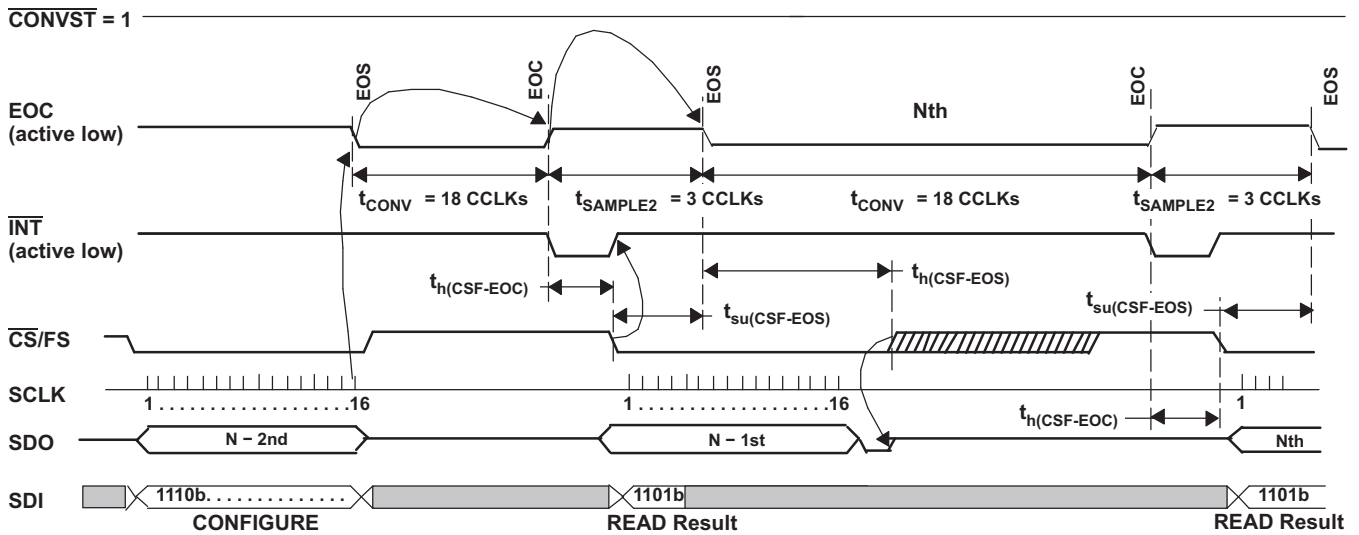 CONVST = 1
EOS
EOC
EOS
EOC
EOS
EOC
(active low)
Nth
tCONV = 18 CCLKs
tSAMPLE2 = 3 CCLKs
tCONV = 18 CCLKs
tSAMPLE2 = 3 CCLKs
INT
(active low)
th(CSF-EOC)
th(CSF-EOS)
tsu(CSF-EOS)
tsu(CSF-EOS)
CS/FS
SCLK
1 . . . . . . . . . . . . . . . . . . . .16
1 . . . . . . . . . . . . . . . . . . . .16
1
th(CSF-EOC)
SDO
N − 2nd
N − 1st
Nth
SDI
1110b. . . . . . . . . . . . . .
1101b
1101b
CONFIGURE
READ Result
READ Result